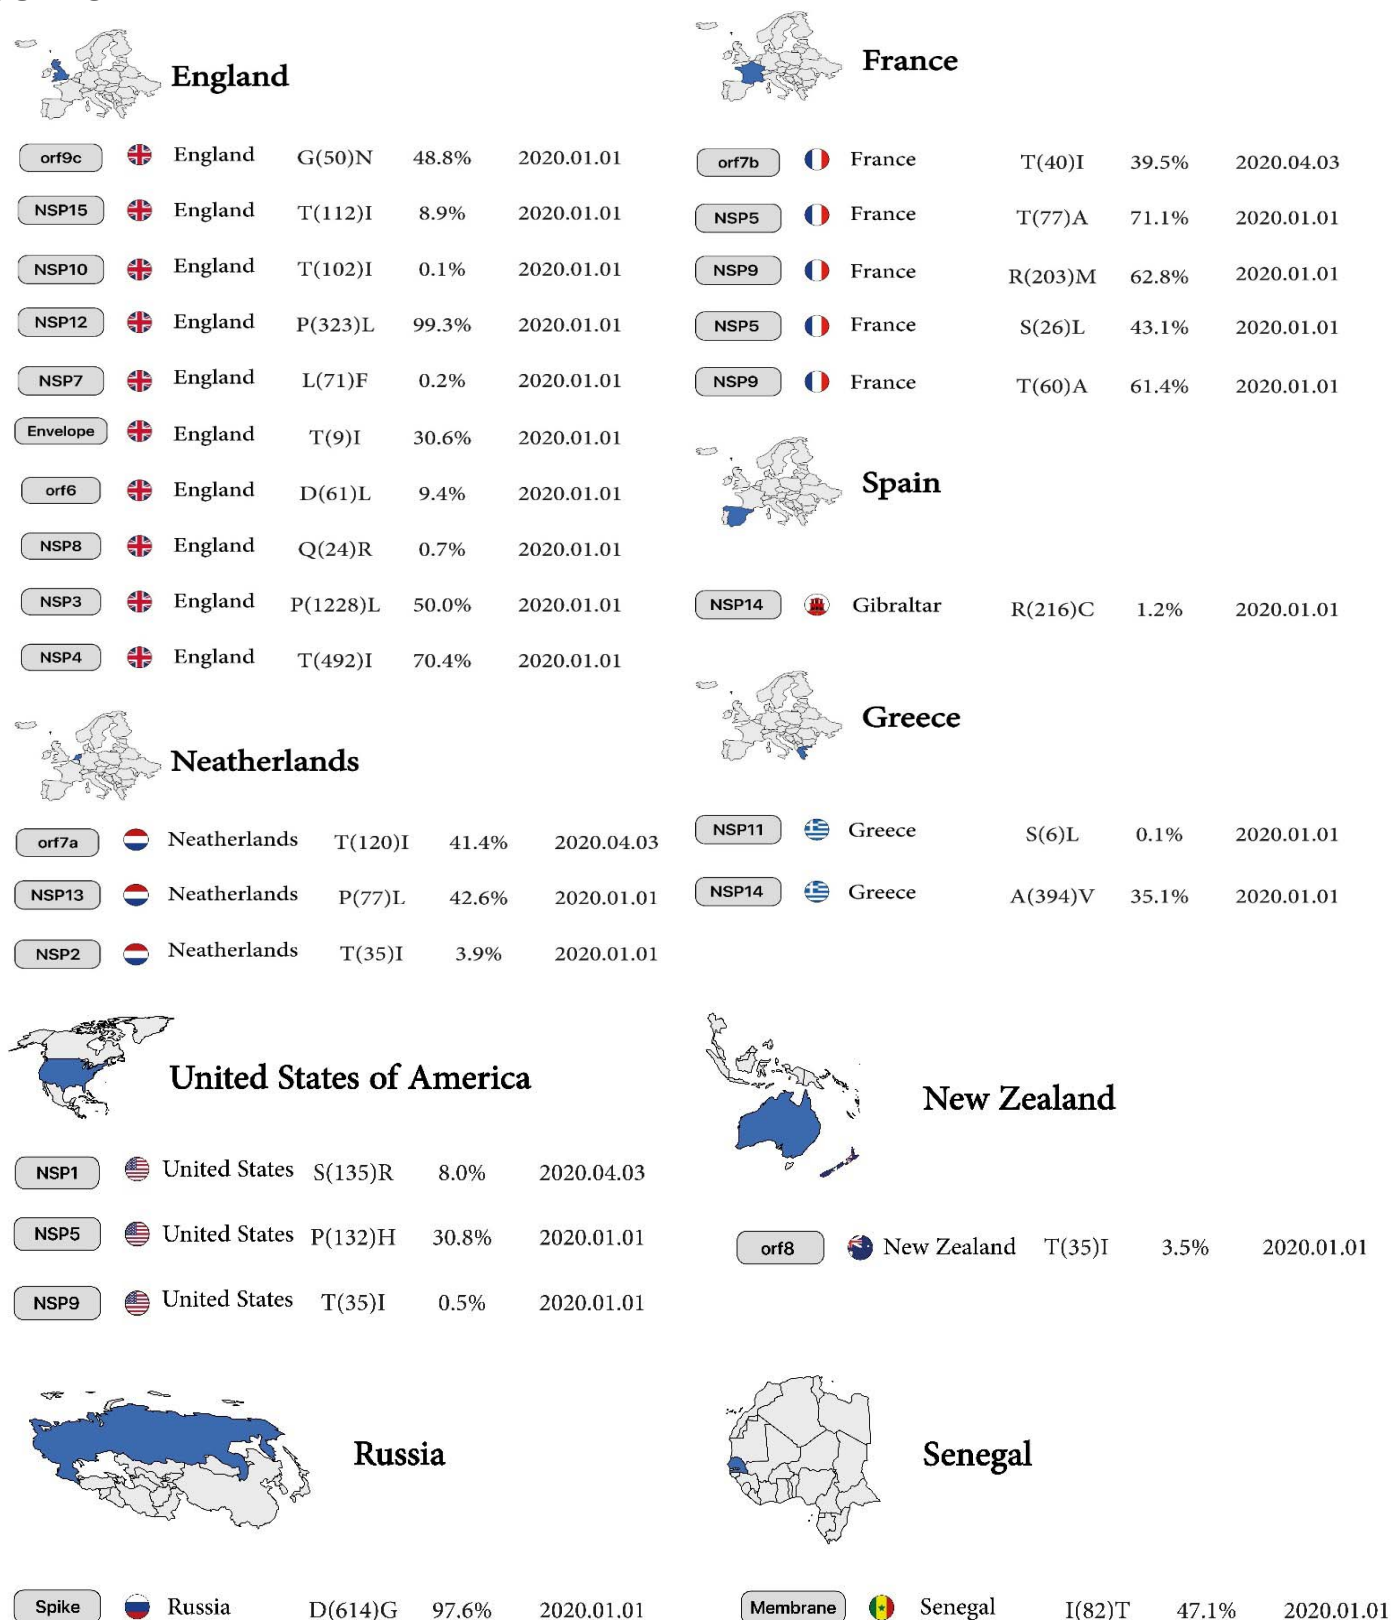 England
orf9c England G(50)N 48.8% 2020.01.01
NSP15 England T(112)I 8.9% 2020.01.01
NSP10 England T(102)I 0.1% 2020.01.01
NSP12 England P(323)L 99.3% 2020.01.01
NSP7 England L(71)F 0.2% 2020.01.01
Envelope England T(9)I 30.6% 2020.01.01
orf6 England D(61)L 9.4% 2020.01.01
NSP8 England Q(24)R 0.7% 2020.01.01
NSP3 England P(1228)L 50.0% 2020.01.01
NSP4 England T(492)I 70.4% 2020.01.01
Neatherlands
orf7a Neatherlands T(120)I 41.4% 2020.04.03
NSP13 Neatherlands P(77)L 42.6% 2020.01.01
NSP2 Neatherlands T(35)I 3.9% 2020.01.01
France
orf7b France T(40)I 39.5% 2020.04.03
NSP5 France T(77)A 71.1% 2020.01.01
NSP9 France R(203)M 62.8% 2020.01.01
NSP5 France S(26)L 43.1% 2020.01.01
NSP9 France T(60)A 61.4% 2020.01.01
Spain
NSP14 Gibraltar R(216)C 1.2% 2020.01.01
Greece
NSP11 Greece S(6)L 0.1% 2020.01.01
NSP14 Greece A(394)V 35.1% 2020.01.01
United States of America
NSP1 United States S(135)R 8.0% 2020.04.03
NSP5 United States P(132)H 30.8% 2020.01.01
NSP9 United States T(35)I 0.5% 2020.01.01
New Zealand
orf8 New Zealand T(35)I 3.5% 2020.01.01
Russia
Spike Russia D(614)G 97.6% 2020.01.01
Senegal
Membrane Senegal I(82)T 47.1% 2020.01.01